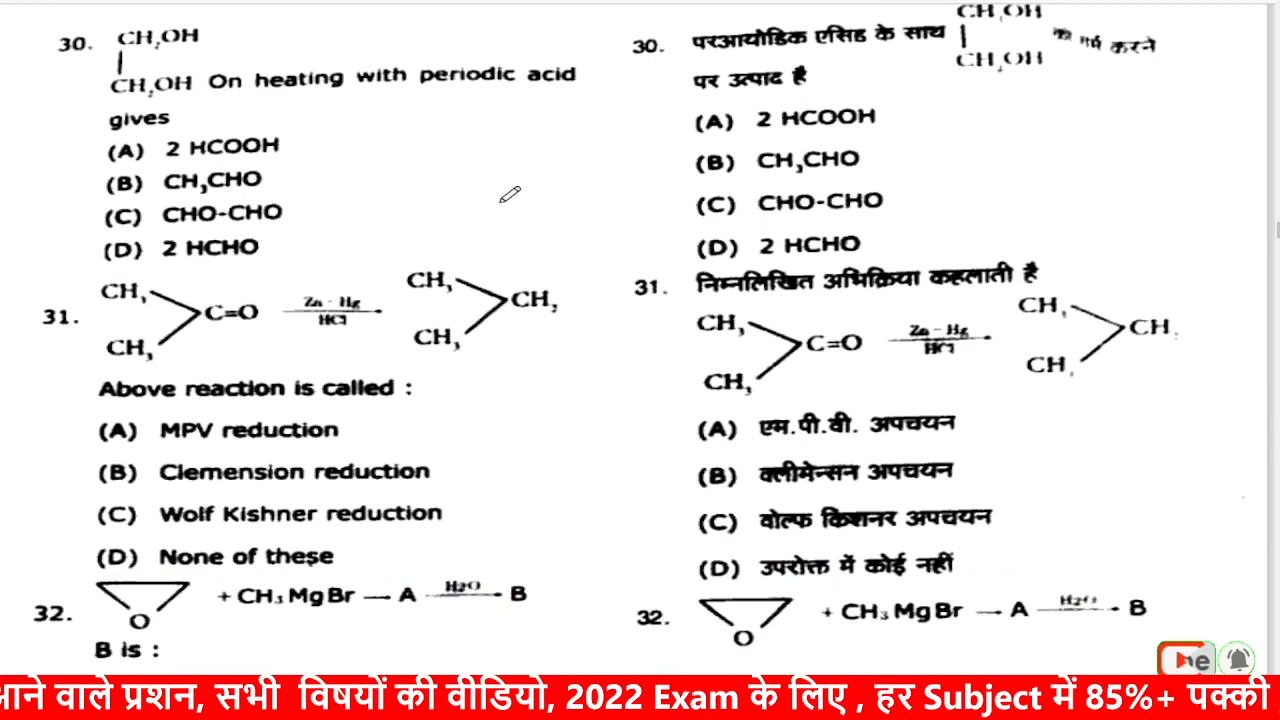 30. CH₂OH
|
CH₂OH On heating with periodic acid
gives
(A) 2 HCOOH
(B) CH₃CHO
(C) CHO-CHO
(D) 2 HCHO
31. CH₃
CH₃
C=O
Zn - Hg
HCl
CH₃
CH₃
CH₂
Above reaction is called :
(A) MPV reduction
(B) Clemension reduction
(C) Wolf Kishner reduction
(D) None of these
32. O + CH₃MgBr → A H2O → B
B is :
30. परआयोडिक एसिड के साथ CH₂OH | CH₂OH को गर्म करने
पर उत्पाद है
(A) 2 HCOOH
(B) CH₃CHO
(C) CHO-CHO
(D) 2 HCHO
31. निम्नलिखित अभिक्रिया कहलाती है
CH₃
CH₃
C=O
Zn - Hg
HCl
CH₃
CH₃
CH₂
(A) एम.पी.वी. अपचयन
(B) क्लीमेन्सन अपचयन
(C) वोल्फ किशनर अपचयन
(D) उपरोक्त में कोई नहीं
32. O + CH₃MgBr → A H2O → B
आने वाले प्रशन, सभी विषयों की वीडियो, 2022 Exam के लिए , हर Subject में 85%+ पक्की